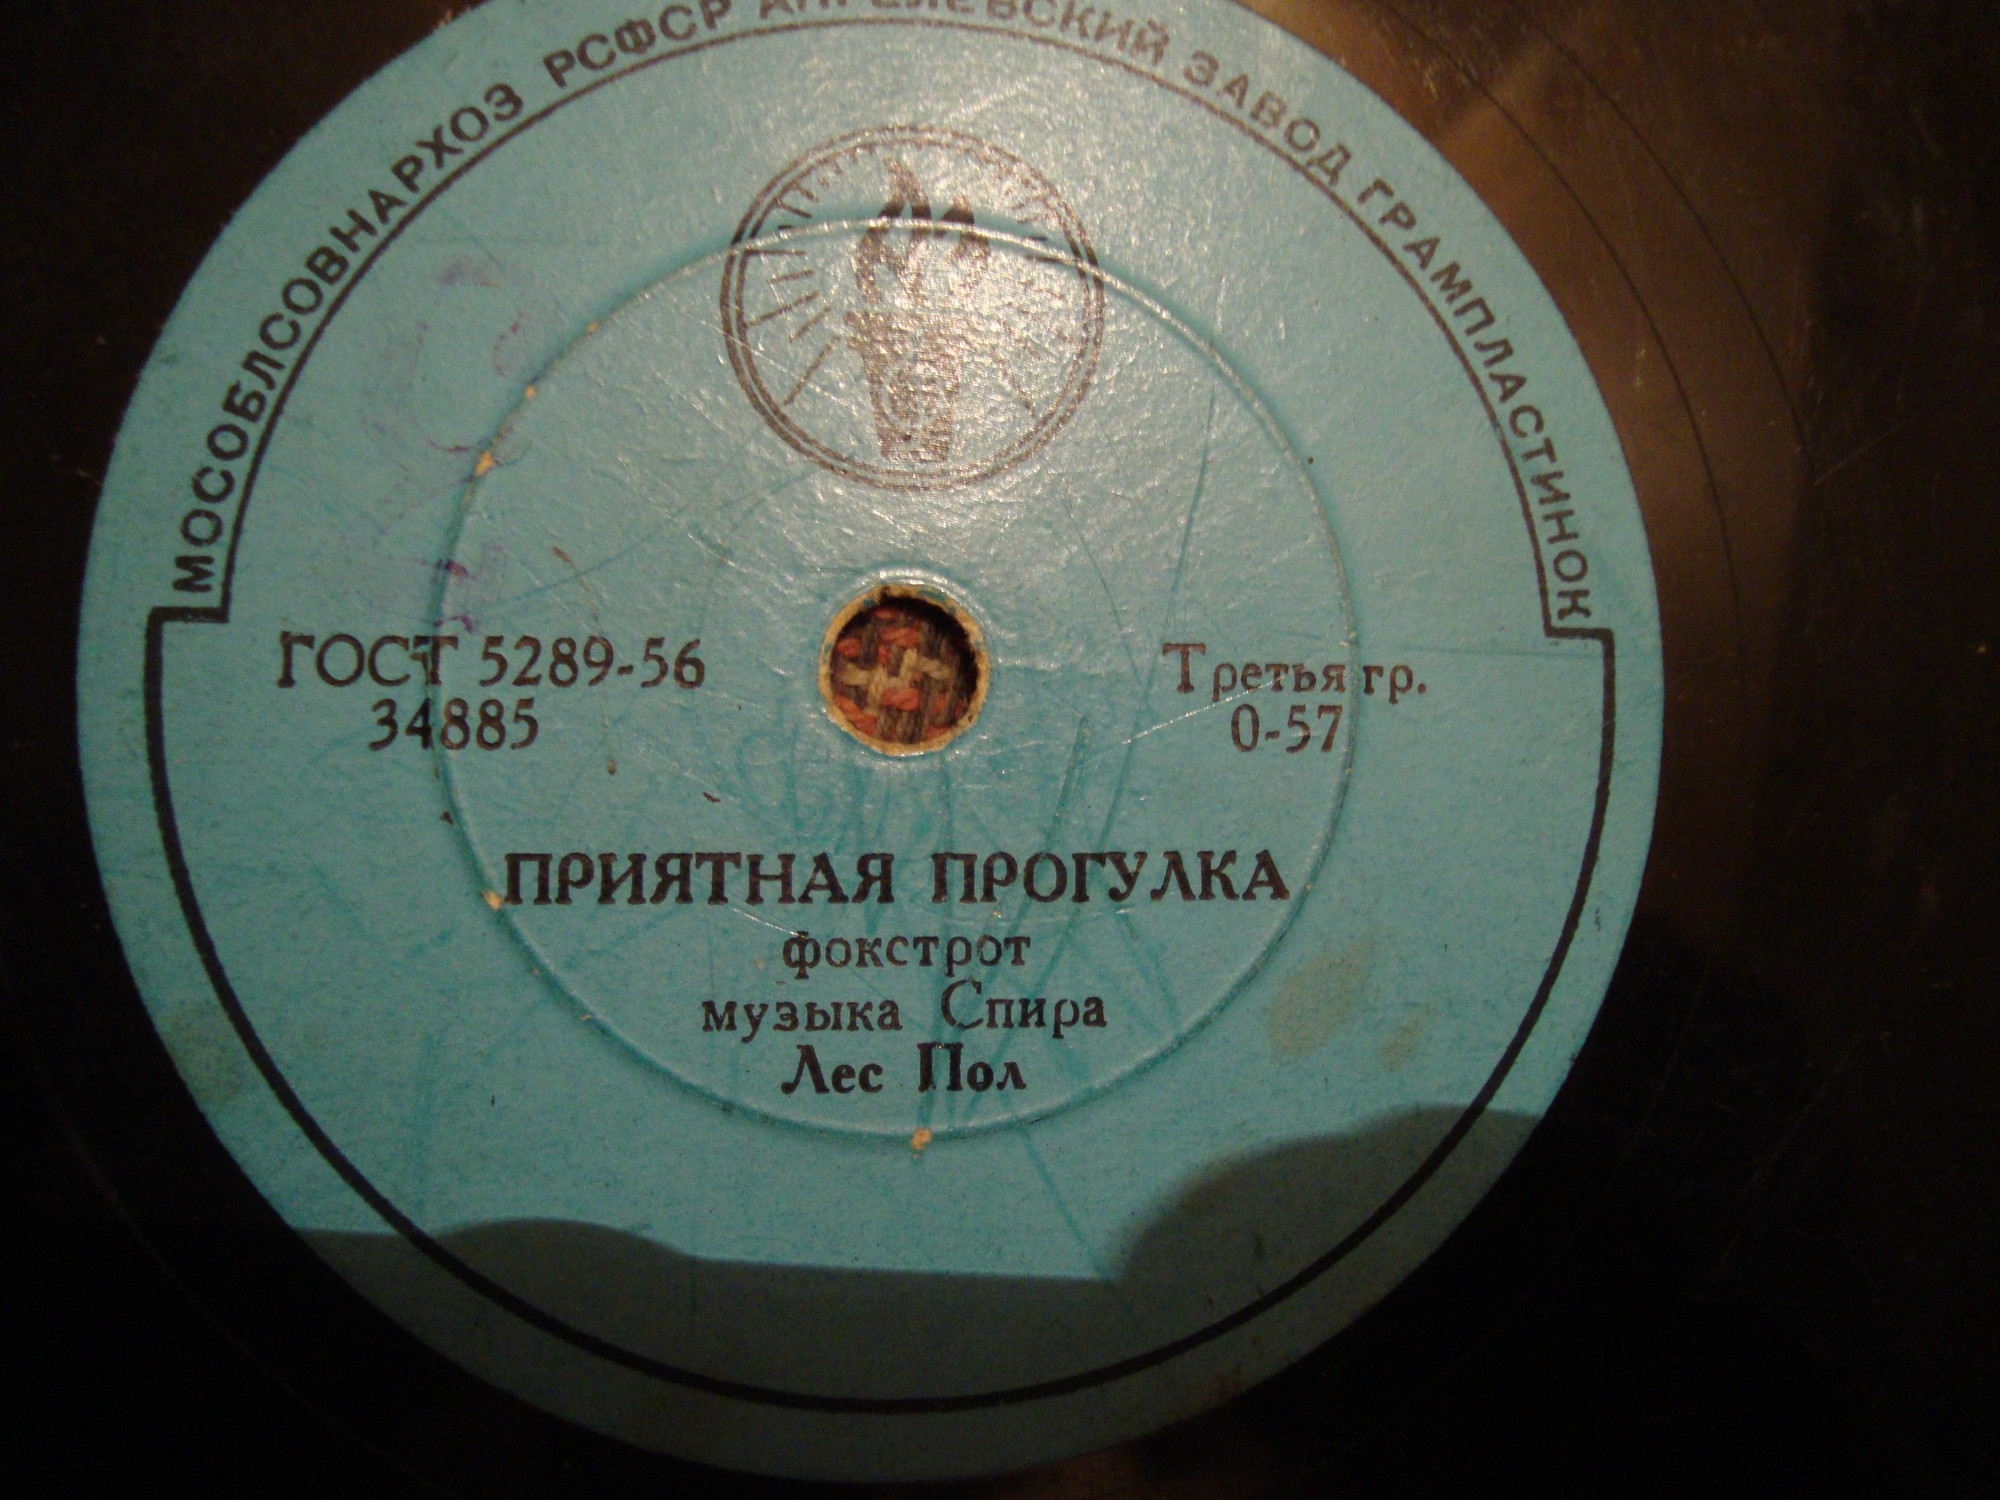 МОСОБЛСОВНАРХОЗ РСФСР АПРЕЛЕВСКИЙ ЗАВОД ГРАМПЛАСТИНОК
ГОСТ 5289-56
34885
Третья гр.
0-57
ПРИЯТНАЯ ПРОГУЛКА
фокстрот
музыка Спира
Лес Пол